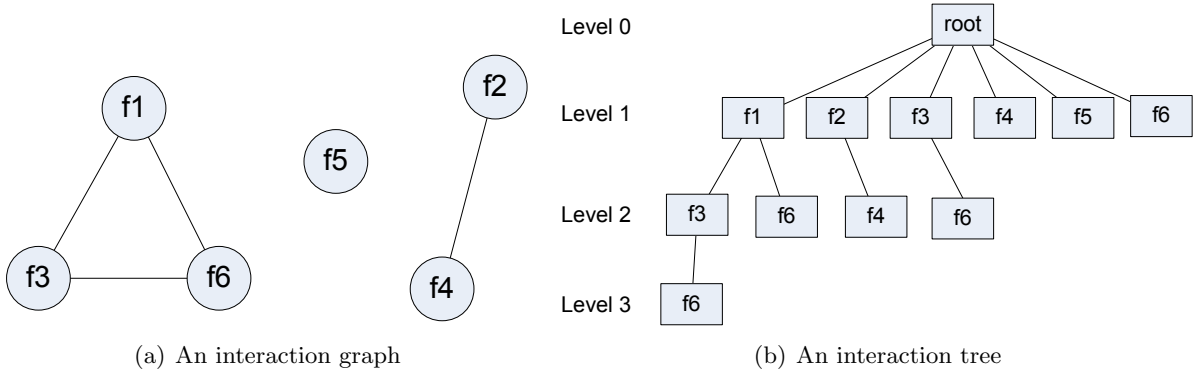 f1
f2
f5
f3
f6
f4
(a) An interaction graph
Level 0
root
Level 1
f1
f2
f3
f4
f5
f6
Level 2
f3
f6
f4
f6
Level 3
f6
(b) An interaction tree